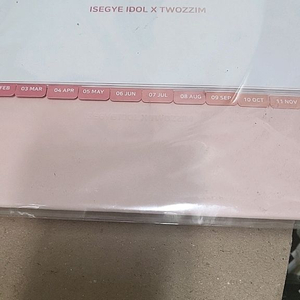 ISEGYE IDOL X TWOZZIM
FEB 03 MAR 04 APR 05 MAY 06 JUN 07 JUL 08 AUG 09 SEP 10 OCT 11 NOV